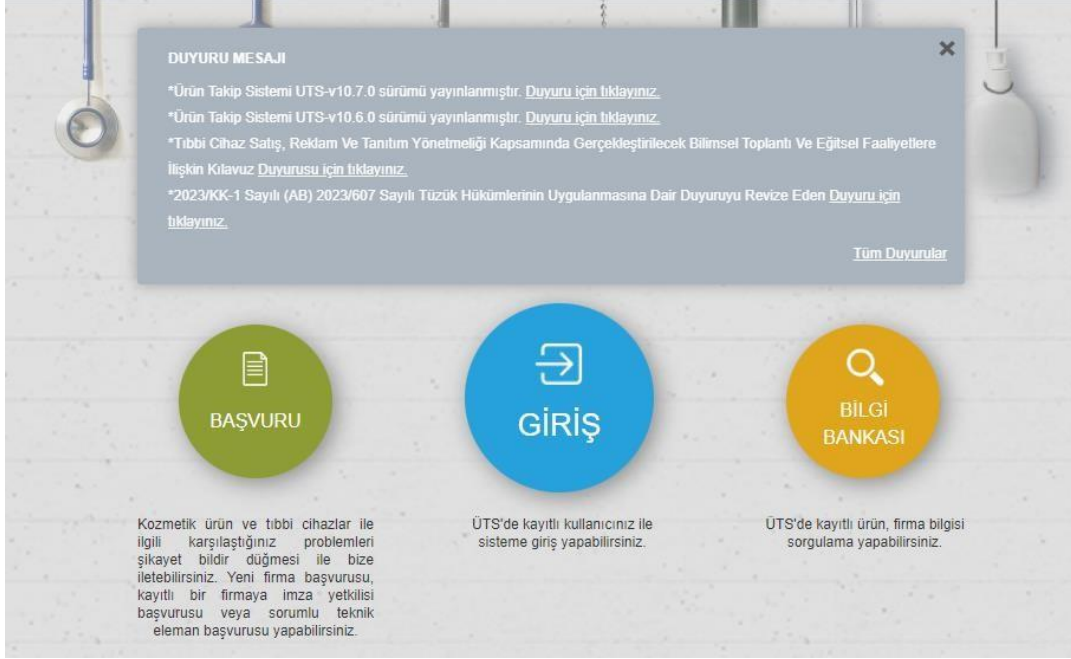 DUYURU MESAJI
*Ürün Takip Sistemi UTS-v10.7.0 sürümü yayınlanmıştır. Duyuru için tıklayınız.
*Ürün Takip Sistemi UTS-v10.6.0 sürümü yayınlanmıştır. Duyuru için tıklayınız.
*Tıbbi Cihaz Satış, Reklam Ve Tanıtım Yönetmeliği Kapsamında Gerçekleştirilecek Bilimsel Toplantı Ve Eğitsel Faaliyetlere
İlişkin Kılavuz Duyurusu için tıklayınız.
*2023/KK-1 Sayılı (AB) 2023/607 Sayılı Tüzük Hükümlerinin Uygulanmasına Dair Duyuruyu Revize Eden Duyuru için
tıklayınız.
Tüm Duyurular
BAŞVURU
Kozmetik ürün ve tıbbi cihazlar ile
ilgili karşılaştığınız problemleri
şikayet bildir düğmesi ile bize
iletebilirsiniz. Yeni firma başvurusu,
kayıtlı bir firmaya imza yetkilisi
başvurusu veya sorumlu teknik
eleman başvurusu yapabilirsiniz.
GİRİŞ
ÜTS'de kayıtlı kullanıcınız ile
sisteme giriş yapabilirsiniz.
BİLGİ
BANKASI
ÜTS'de kayıtlı ürün, firma bilgisi
sorgulama yapabilirsiniz.